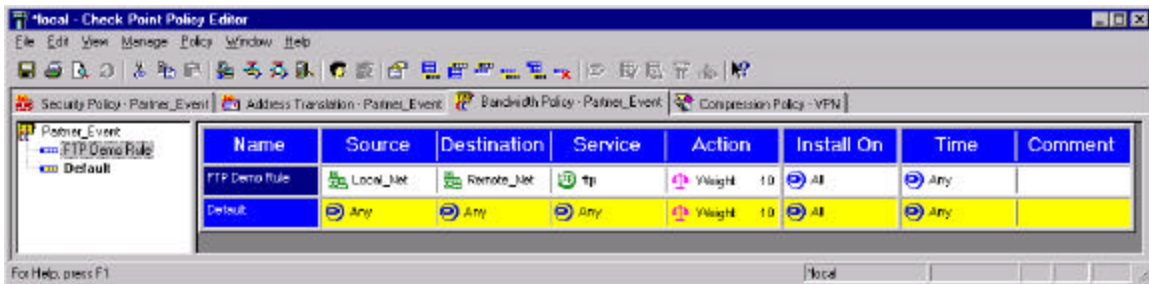 *local - Check Point Policy Editor
File Edit View Manage Policy Window Help
Security Policy - Partner_Event Address Translation - Partner_Event Bandwidth Policy - Partner_Event Compression Policy - VPN
Partner_Event
FTP Demo Rule
Default
Name Source Destination Service Action Install On Time Comment
FTP Demo Rule Local_Net Remote_Net ftp Weight 10 All Any
Default Any Any Any Weight 10 All Any
For Help, press F1 *local